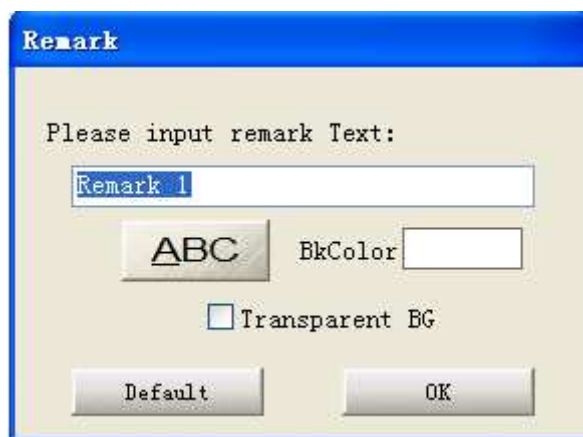 Remark
Please input remark Text:
Remark 1
ABC
BkColor
Transparent BG
Default
OK